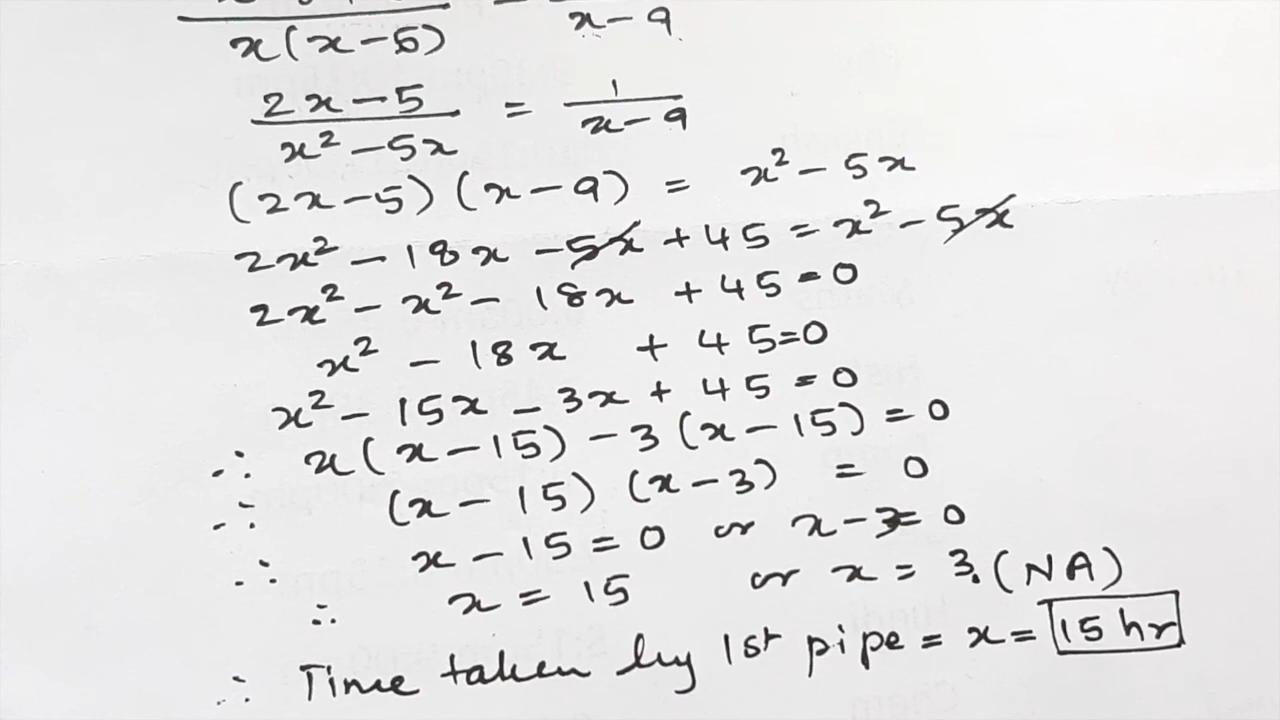 x(x-5) x-9
2x-5 / x² - 5x = 1 / x-9
(2x-5) (x-9) = x² - 5x
2x² - 18x - 5x + 45 = x² - 5x
2x² - x² - 18x + 45 = 0
x² - 18x + 45=0
x² - 15x - 3x + 45 = 0
∴ x(x-15) - 3(x-15) = 0
∴ (x-15) (x-3) = 0
∴ x-15 = 0 or x-3=0
∴ x = 15 or x = 3. (NA)
∴ Time taken by 1st pipe = x = 15 hr